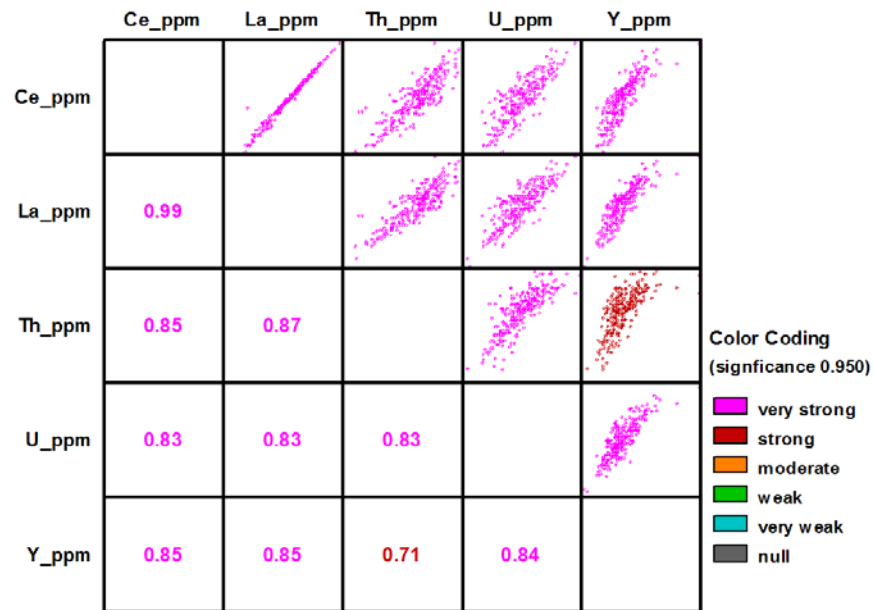 Ce_ppm La_ppm Th_ppm U_ppm Y_ppm
Ce_ppm
La_ppm 0.99
Th_ppm 0.85 0.87
Color Coding
(signficance 0.950)
very strong
U_ppm 0.83 0.83 0.83
strong
moderate
weak
very weak
Y_ppm 0.85 0.85 0.71 0.84
null